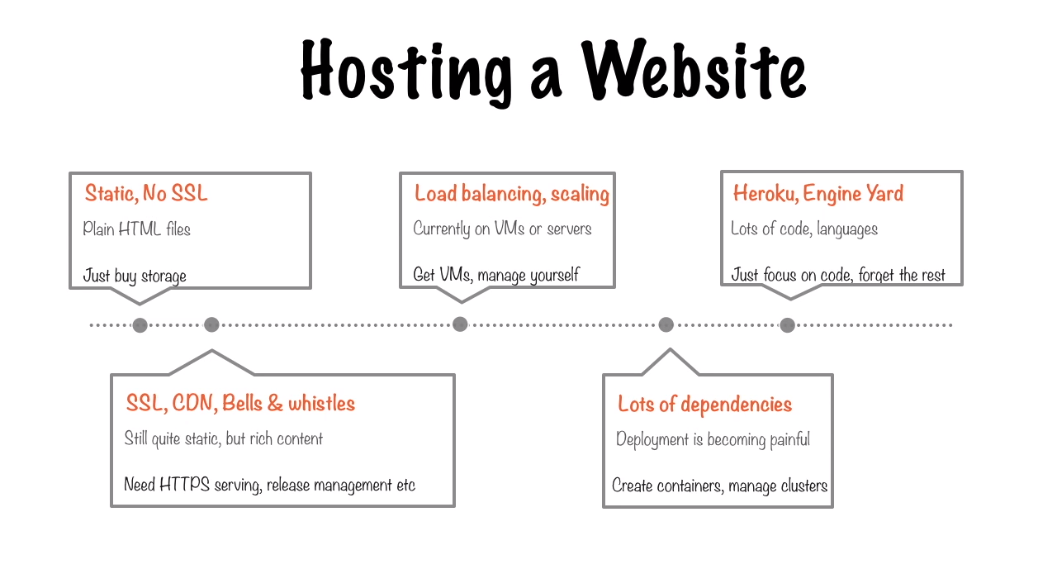 Hosting a Website
Static, No SSL
Plain HTML files
Just buy storage
Load balancing, scaling
Currently on VMs or servers
Get VMs, manage yourself
Heroku, Engine Yard
Lots of code, languages
Just focus on code, forget the rest
SSL, CDN, Bells & whistles
Still quite static, but rich content
Need HTTPS serving, release management etc
Lots of dependencies
Deployment is becoming painful
Create containers, manage clusters